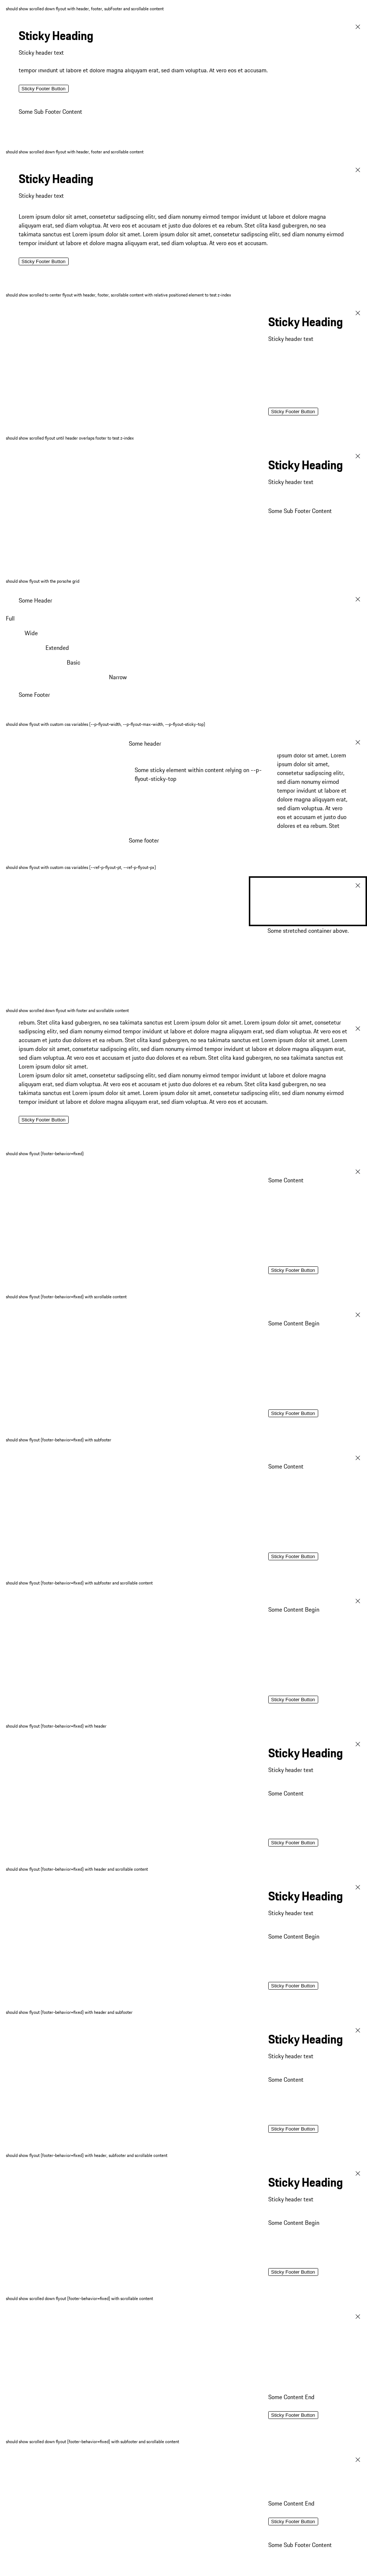 should show scrolled down flyout with header, footer, subFooter and scrollable content
Sticky Heading
Sticky header text
tempor invidunt ut labore et dolore magna aliquyam erat, sed diam voluptua. At vero eos et accusam.
Sticky Footer Button
Some Sub Footer Content
should show scrolled down flyout with header, footer and scrollable content
Sticky Heading
Sticky header text
Lorem ipsum dolor sit amet, consetetur sadipscing elitr, sed diam nonumy eirmod tempor invidunt ut labore et dolore magna
aliquyam erat, sed diam voluptua. At vero eos et accusam et justo duo dolores et ea rebum. Stet clita kasd gubergren, no sea
takimata sanctus est Lorem ipsum dolor sit amet. Lorem ipsum dolor sit amet, consetetur sadipscing elitr, sed diam nonumy eirmod
tempor invidunt ut labore et dolore magna aliquyam erat, sed diam voluptua. At vero eos et accusam.
Sticky Footer Button
should show scrolled to center flyout with header, footer, scrollable content with relative positioned element to test z-index
Sticky Heading
Sticky header text
Sticky Footer Button
should show scrolled flyout until header overlaps footer to test z-index
Sticky Heading
Sticky header text
Some Sub Footer Content
should show flyout with the porsche grid
Some Header
Full
Wide
Extended
Basic
Narrow
Some Footer
should show flyout with custom css variables (--p-flyout-width, --p-flyout-max-width, --p-flyout-sticky-top)
Some header
ipsum dolor sit amet. Lorem
ipsum dolor sit amet,
Some sticky element within content relying on --p-
flyout-sticky-top
consetetur sadipscing elitr,
sed diam nonumy eirmod
tempor invidunt ut labore et
dolore magna aliquyam erat,
sed diam voluptua. At vero
eos et accusam et justo duo
dolores et ea rebum. Stet
Some footer
should show flyout with custom css variables (--ref-p-flyout-pt, --ref-p-flyout-px)
Some stretched container above.
should show scrolled down flyout with footer and scrollable content
rebum. Stet clita kasd gubergren, no sea takimata sanctus est Lorem ipsum dolor sit amet. Lorem ipsum dolor sit amet, consetetur
sadipscing elitr, sed diam nonumy eirmod tempor invidunt ut labore et dolore magna aliquyam erat, sed diam voluptua. At vero eos et
accusam et justo duo dolores et ea rebum. Stet clita kasd gubergren, no sea takimata sanctus est Lorem ipsum dolor sit amet. Lorem
ipsum dolor sit amet, consetetur sadipscing elitr, sed diam nonumy eirmod tempor invidunt ut labore et dolore magna aliquyam erat,
sed diam voluptua. At vero eos et accusam et justo duo dolores et ea rebum. Stet clita kasd gubergren, no sea takimata sanctus est
Lorem ipsum dolor sit amet.
Lorem ipsum dolor sit amet, consetetur sadipscing elitr, sed diam nonumy eirmod tempor invidunt ut labore et dolore magna
aliquyam erat, sed diam voluptua. At vero eos et accusam et justo duo dolores et ea rebum. Stet clita kasd gubergren, no sea
takimata sanctus est Lorem ipsum dolor sit amet. Lorem ipsum dolor sit amet, consetetur sadipscing elitr, sed diam nonumy eirmod
tempor invidunt ut labore et dolore magna aliquyam erat, sed diam voluptua. At vero eos et accusam.
Sticky Footer Button
should show flyout (footer-behavior=fixed)
Some Content
Sticky Footer Button
should show flyout (footer-behavior=fixed) with scrollable content
Some Content Begin
Sticky Footer Button
should show flyout (footer-behavior=fixed) with subfooter
Some Content
Sticky Footer Button
should show flyout (footer-behavior=fixed) with subfooter and scrollable content
Some Content Begin
Sticky Footer Button
should show flyout (footer-behavior=fixed) with header
Sticky Heading
Sticky header text
Some Content
Sticky Footer Button
should show flyout (footer-behavior=fixed) with header and scrollable content
Sticky Heading
Sticky header text
Some Content Begin
Sticky Footer Button
should show flyout (footer-behavior=fixed) with header and subfooter
Sticky Heading
Sticky header text
Some Content
Sticky Footer Button
should show flyout (footer-behavior=fixed) with header, subfooter and scrollable content
Sticky Heading
Sticky header text
Some Content Begin
Sticky Footer Button
should show scrolled down flyout (footer-behavior=fixed) with scrollable content
Some Content End
Sticky Footer Button
should show scrolled down flyout (footer-behavior=fixed) with subfooter and scrollable content
Some Content End
Sticky Footer Button
Some Sub Footer Content